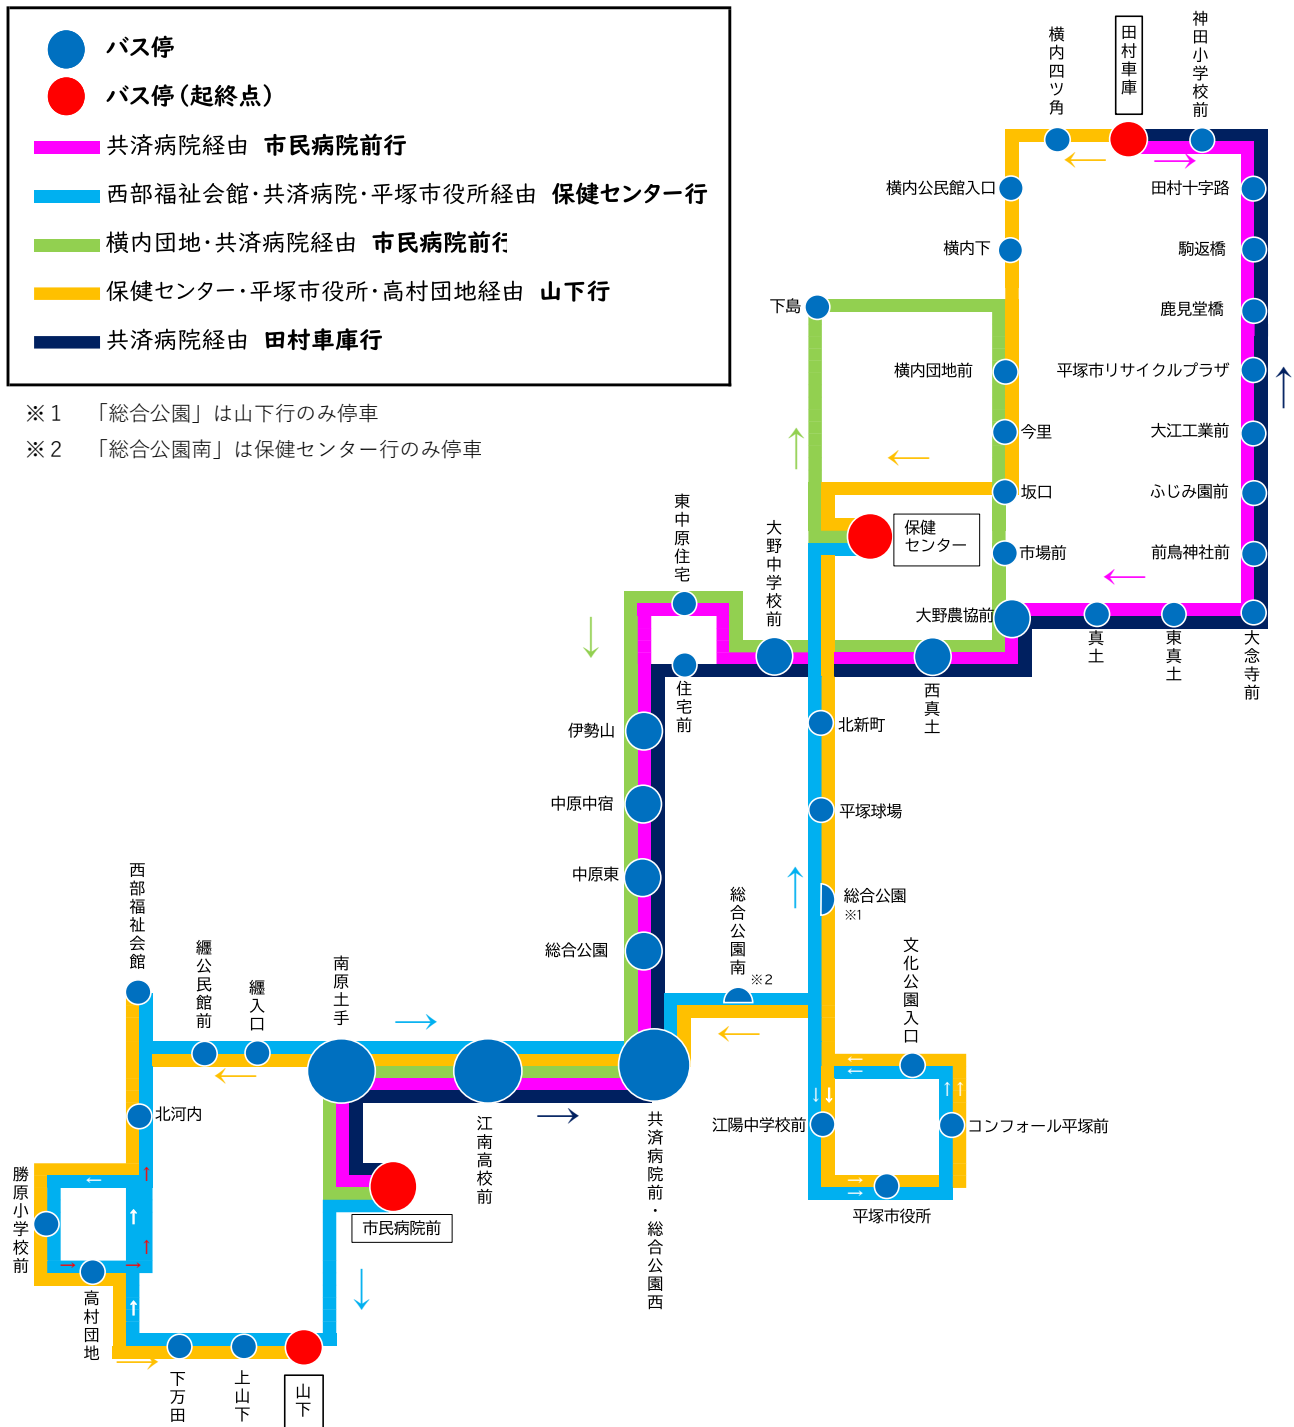 バス停
バス停（起終点）
共済病院経由 市民病院前行
西部福祉会館・共済病院・平塚市役所経由 保健センター行
横内団地・共済病院経由 市民病院前行
保健センター・平塚市役所・高村団地経由 山下行
共済病院経由 田村車庫行
※１ 「総合公園」は山下行のみ停車
※２ 「総合公園南」は保健センター行のみ停車
横内四ツ角
田村車庫
神田小学校前
横内公民館入口
田村十字路
横内下
駒返橋
下島
鹿見堂橋
横内団地前
平塚市リサイクルプラザ
今里
大江工業前
坂口
ふじみ園前
東中原住宅
大野中学校前
保健
センター
市場前
前鳥神社前
大野農協前
真土
東真土
大念寺前
住宅前
西真土
伊勢山
北新町
中原中宿
平塚球場
中原東
総合公園
※1
総合公園
総合公園南
※2
文化公園入口
西部福祉会館
纒公民館前
纒入口
南原土手
北河内
江南高校前
共済病院前・総合公園西
江陽中学校前
コンフォール平塚前
平塚市役所
勝原小学校前
市民病院前
高村団地
下万田
上山下
山下